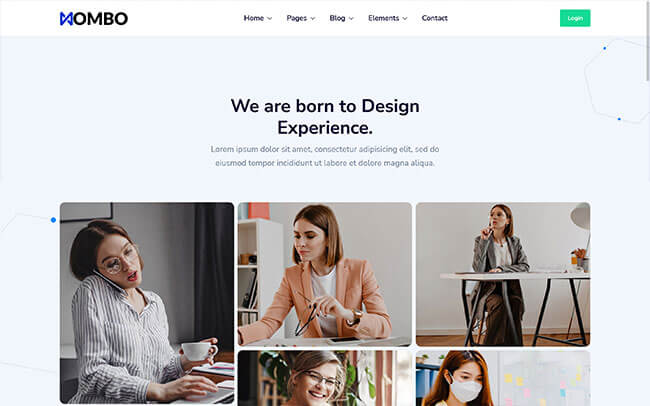 MOMBO
Home Pages Blog Elements Contact
Login
We are born to Design
Experience.
Lorem ipsum dolor sit amet, consectetur adipisicing elit, sed do
eiusmod tempor incididunt ut labore et dolore magna aliqua.